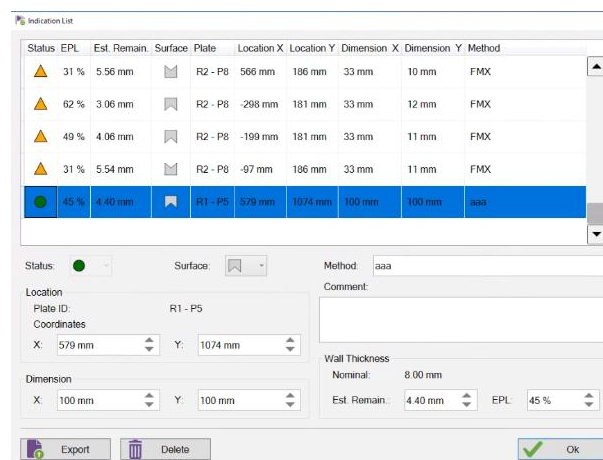 Indication List
Status EPL Est. Remain. Surface Plate Location X Location Y Dimension X Dimension Y Method
31 % 5.56 mm R2 - P8 566 mm 186 mm 33 mm 10 mm FMX
62 % 3.06 mm R2 - P8 -298 mm 181 mm 33 mm 12 mm FMX
49 % 4.06 mm R2 - P8 -199 mm 181 mm 33 mm 11 mm FMX
31 % 5.54 mm R2 - P8 -97 mm 186 mm 33 mm 11 mm FMX
45 % 4.40 mm R1 - P5 579 mm 1074 mm 100 mm 100 mm aaa
Status: Surface: Method: aaa
Location Comment:
Plate ID: R1 - P5
Coordinates
X: 579 mm Y: 1074 mm
Wall Thickness
Nominal: 8.00 mm
Dimension
X: 100 mm Y: 100 mm Est. Remain.: 4.40 mm EPL: 45 %
Export Delete Ok